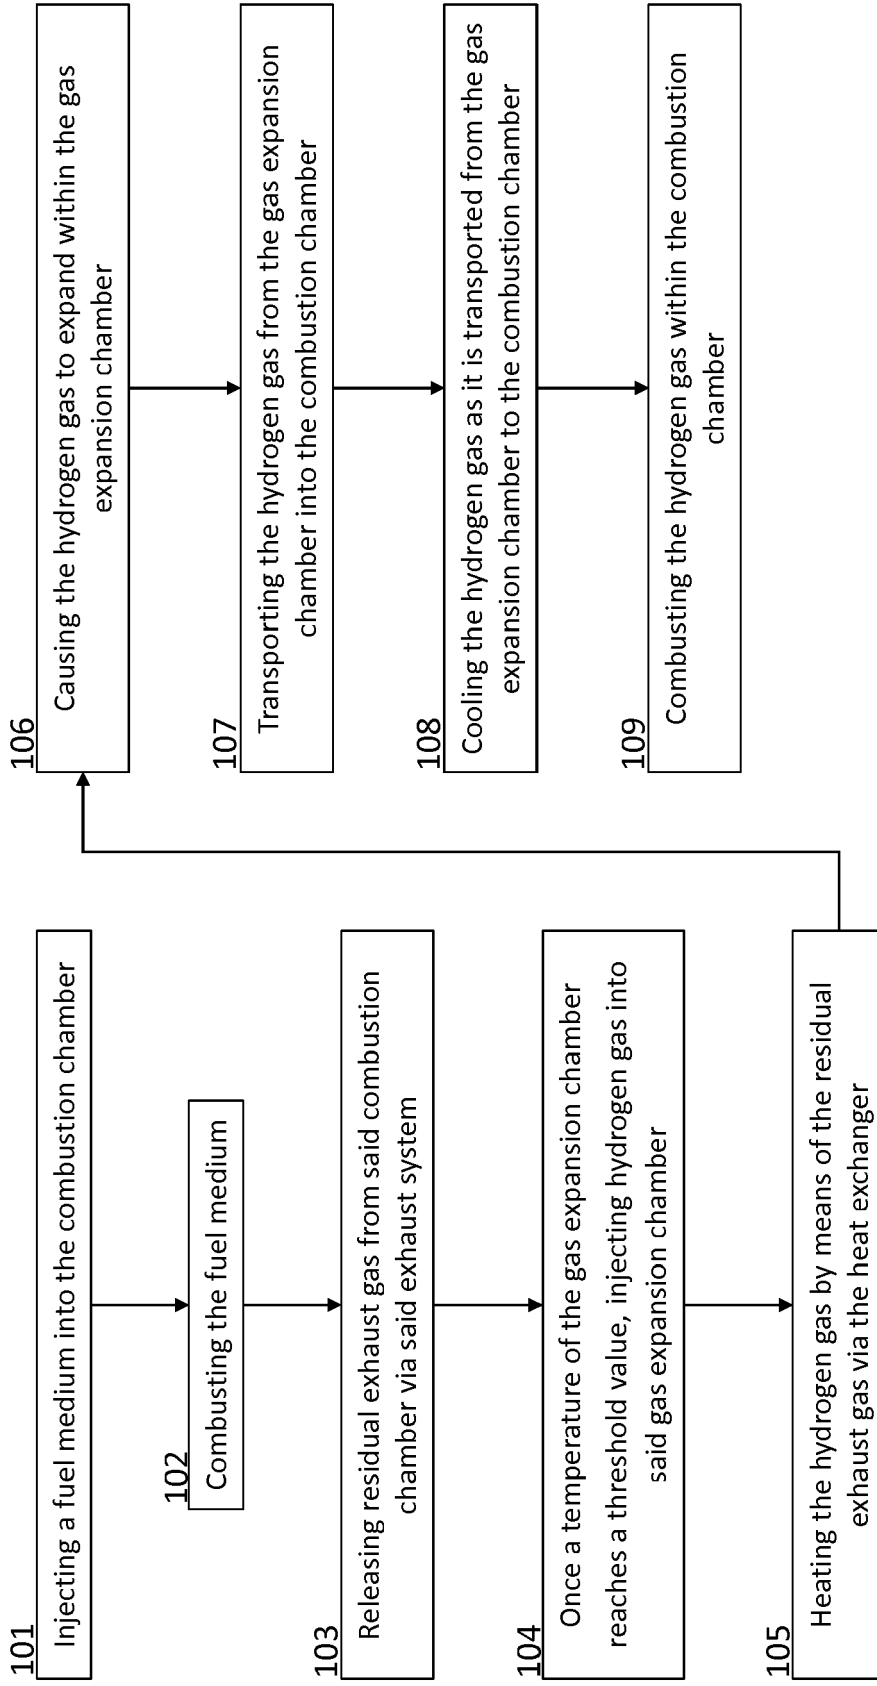 101
Injecting a fuel medium into the combustion chamber
102
Combusting the fuel medium
103
Releasing residual exhaust gas from said combustion
chamber via said exhaust system
104
Once a temperature of the gas expansion chamber
reaches a threshold value, injecting hydrogen gas into
said gas expansion chamber
105
Heating the hydrogen gas by means of the residual
exhaust gas via the heat exchanger
106
Causing the hydrogen gas to expand within the gas
expansion chamber
107
Transporting the hydrogen gas from the gas expansion
chamber into the combustion chamber
108
Cooling the hydrogen gas as it is transported from the gas
expansion chamber to the combustion chamber
109
Combusting the hydrogen gas within the combustion
chamber